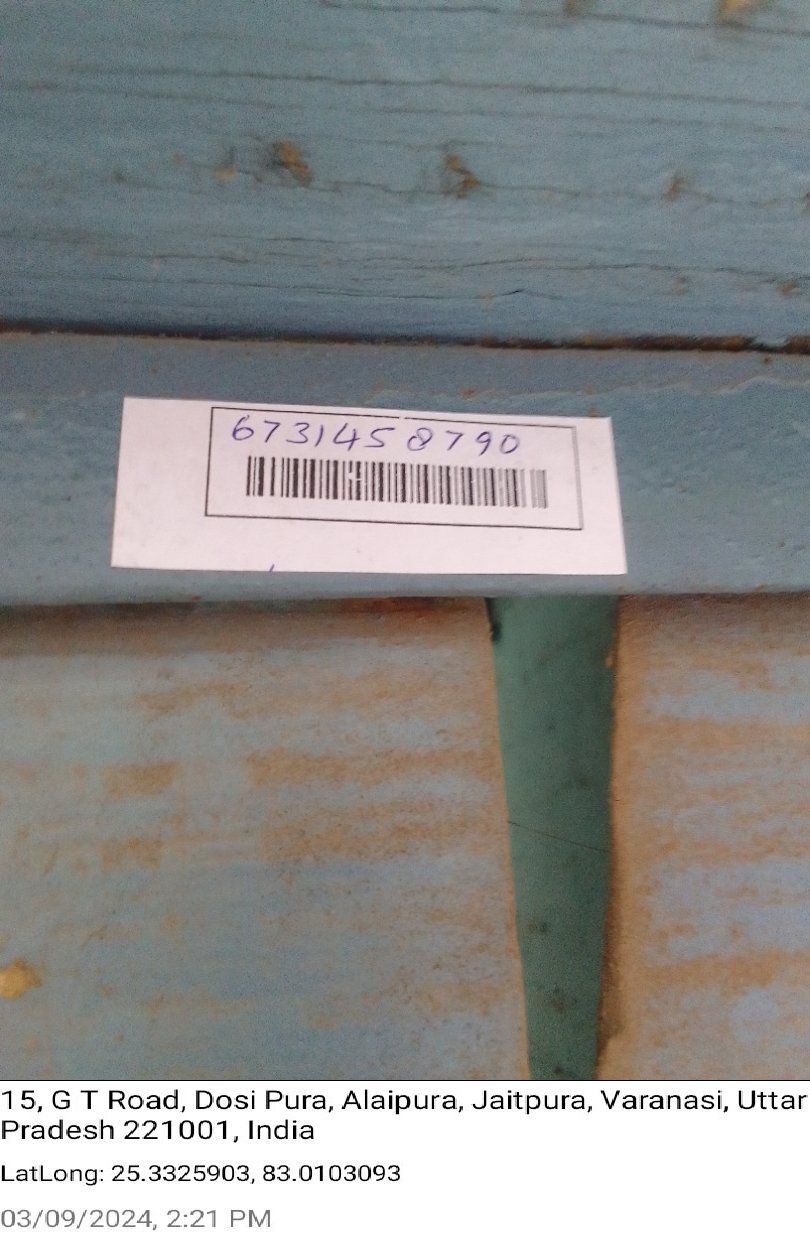 6731458790
15, G T Road, Dosi Pura, Alaipura, Jaitpura, Varanasi, Uttar
Pradesh 221001, India
LatLong: 25.3325903, 83.0103093
03/09/2024, 2:21 PM